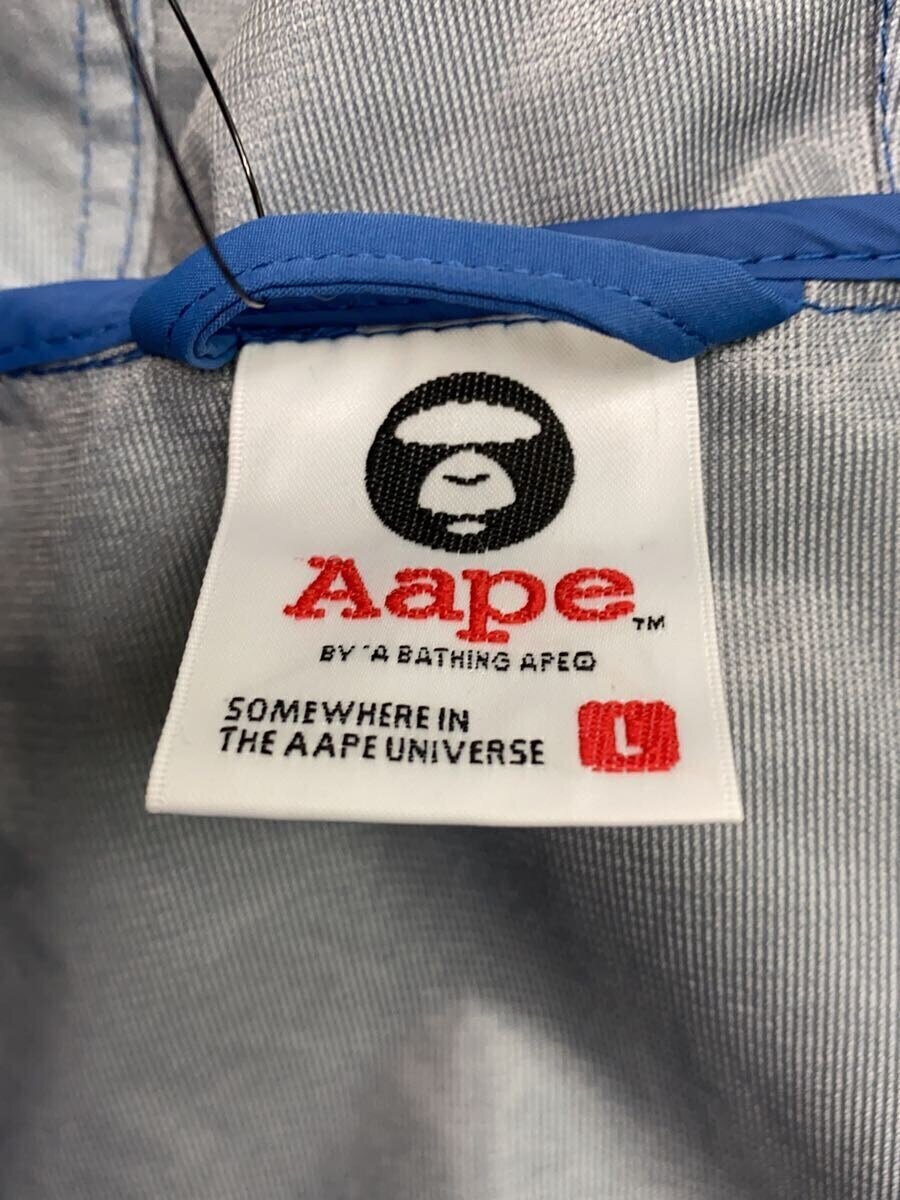 Aape™
BY *A BATHING APE®
SOMEWHERE IN
THE AAPE UNIVERSE
L